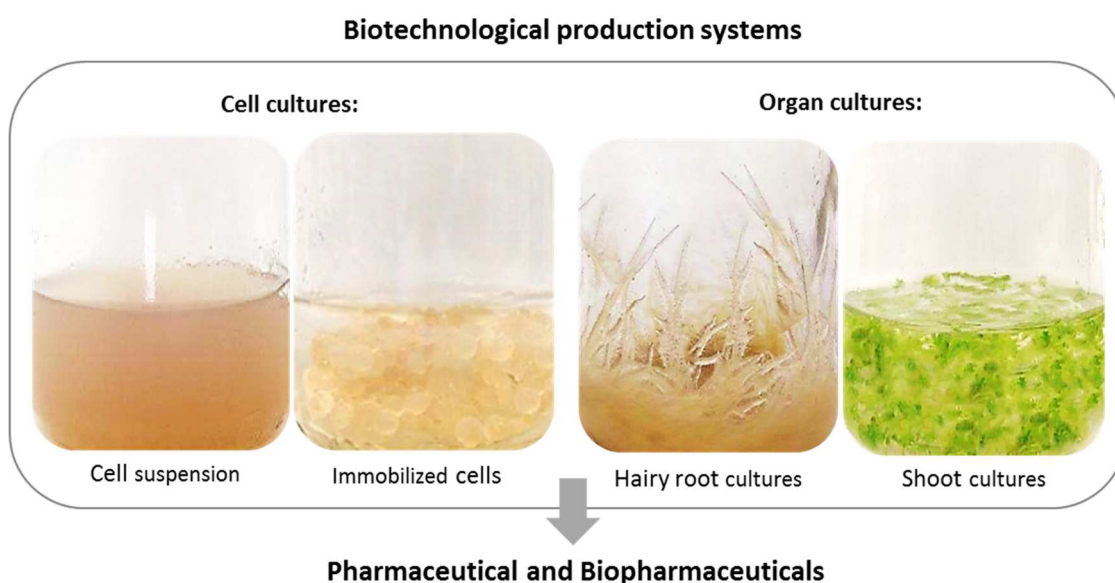 Biotechnological production systems
Cell cultures:
Organ cultures:
Cell suspension
Immobilized cells
Hairy root cultures
Shoot cultures
Pharmaceutical and Biopharmaceuticals